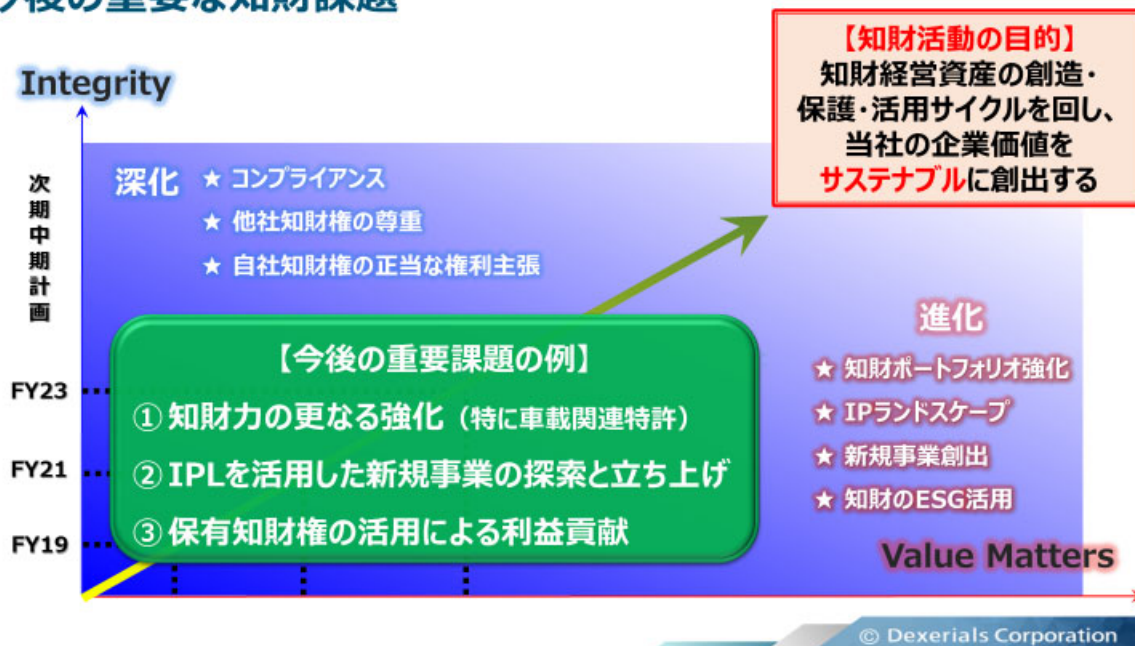 今後の重要な知財課題
Integrity
【知財活動の目的】
知財経営資産の創造・
保護・活用サイクルを回し、
当社の企業価値を
サステナブルに創出する
次期中期計画
深化
★ コンプライアンス
★ 他社知財権の尊重
★ 自社知財権の正当な権利主張
進化
★ 知財ポートフォリオ強化
★ IPランドスケープ
★ 新規事業創出
★ 知財のESG活用
【今後の重要課題の例】
① 知財力の更なる強化（特に車載関連特許）
② IPLを活用した新規事業の探索と立ち上げ
③ 保有知財権の活用による利益貢献
FY23
FY21
FY19
Value Matters
© Dexerials Corporation